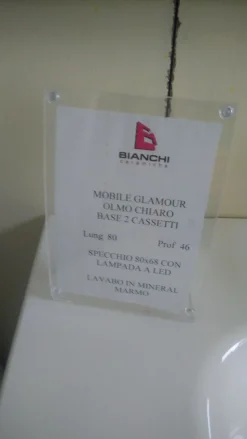 BIANCHI
CERAMICHE
MOBILE GLAMOUR
OLMO CHIARO
BASE 2 CASSETTI
Lung 80 Prof 46
SPECCHIO 80x68 CON
LAMPADA A LED
LAVABO IN MINERAL
MARMO